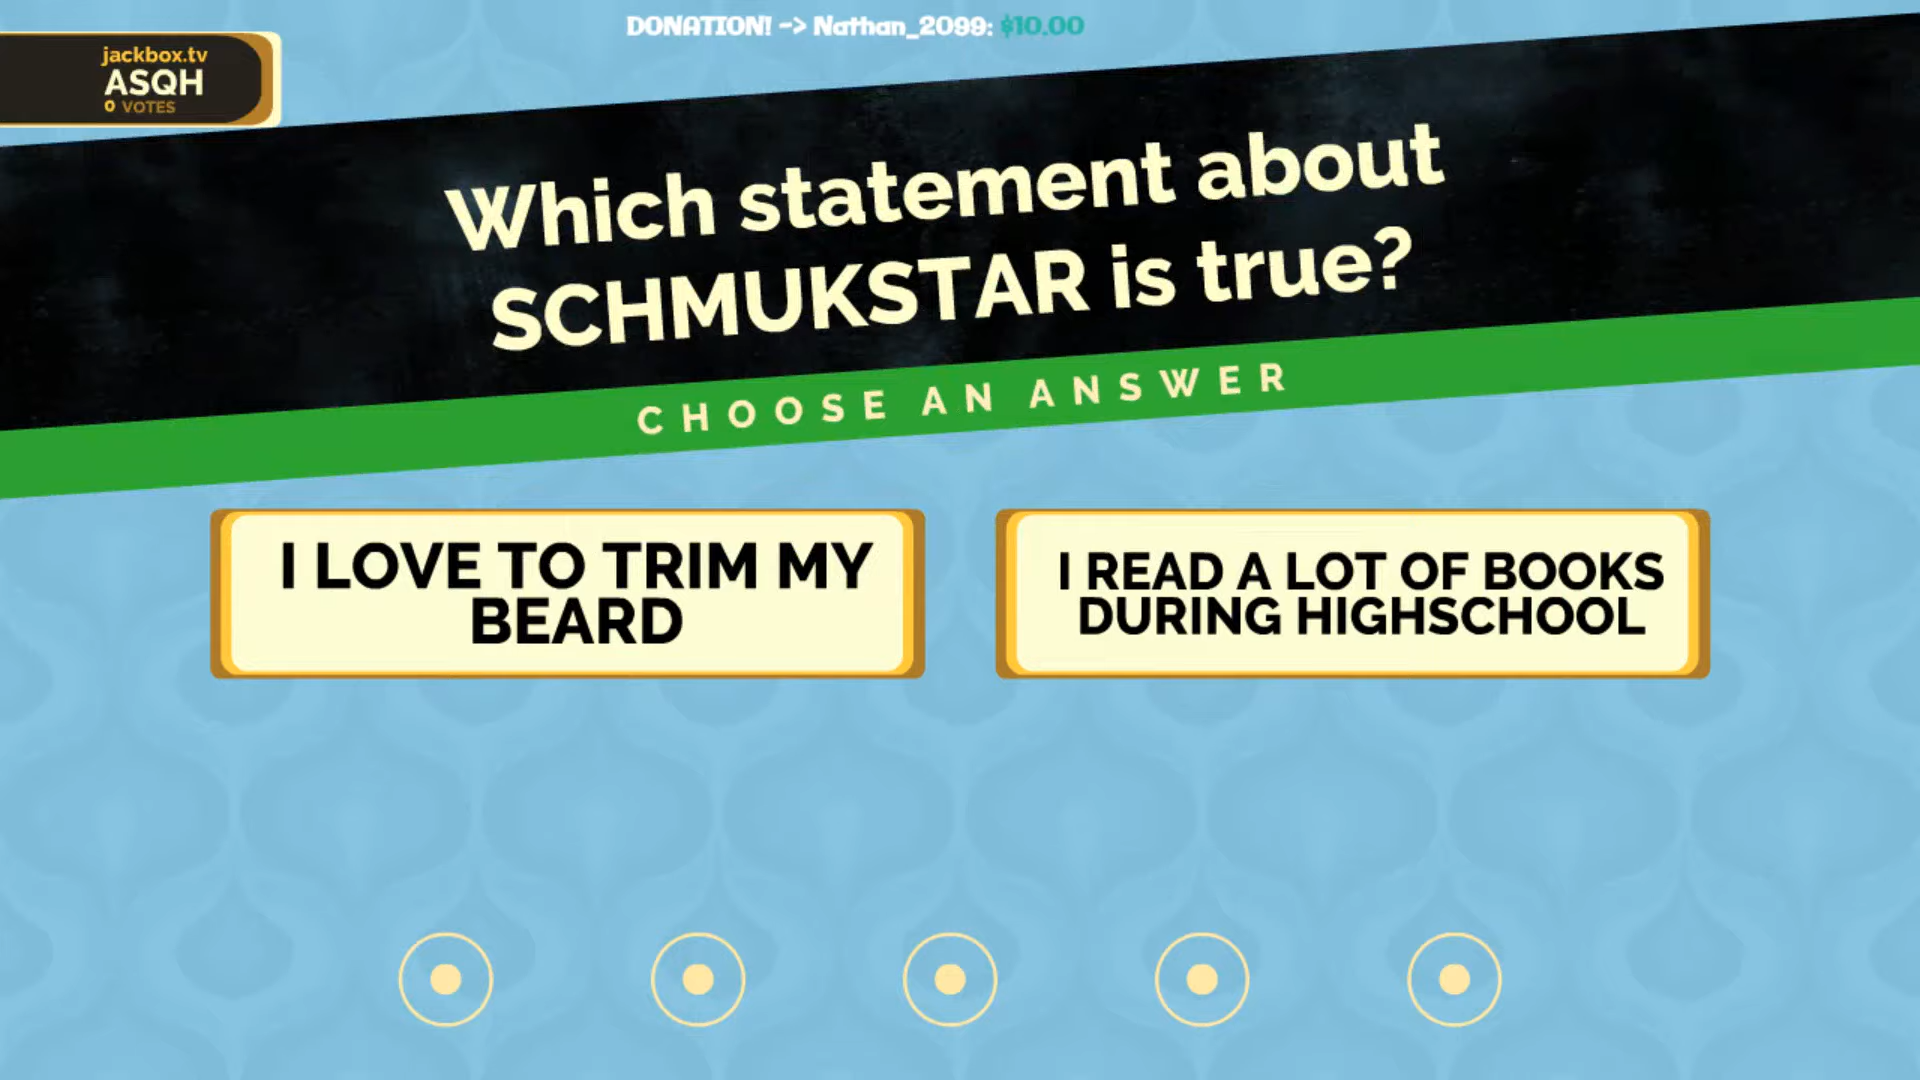 DONATION! -> Nathan_2099: $10.00
jackbox.tv
ASQH
0 VOTES
Which statement about
SCHMUKSTAR is true?
CHOOSE AN ANSWER
I LOVE TO TRIM MY
BEARD
I READ A LOT OF BOOKS
DURING HIGHSCHOOL